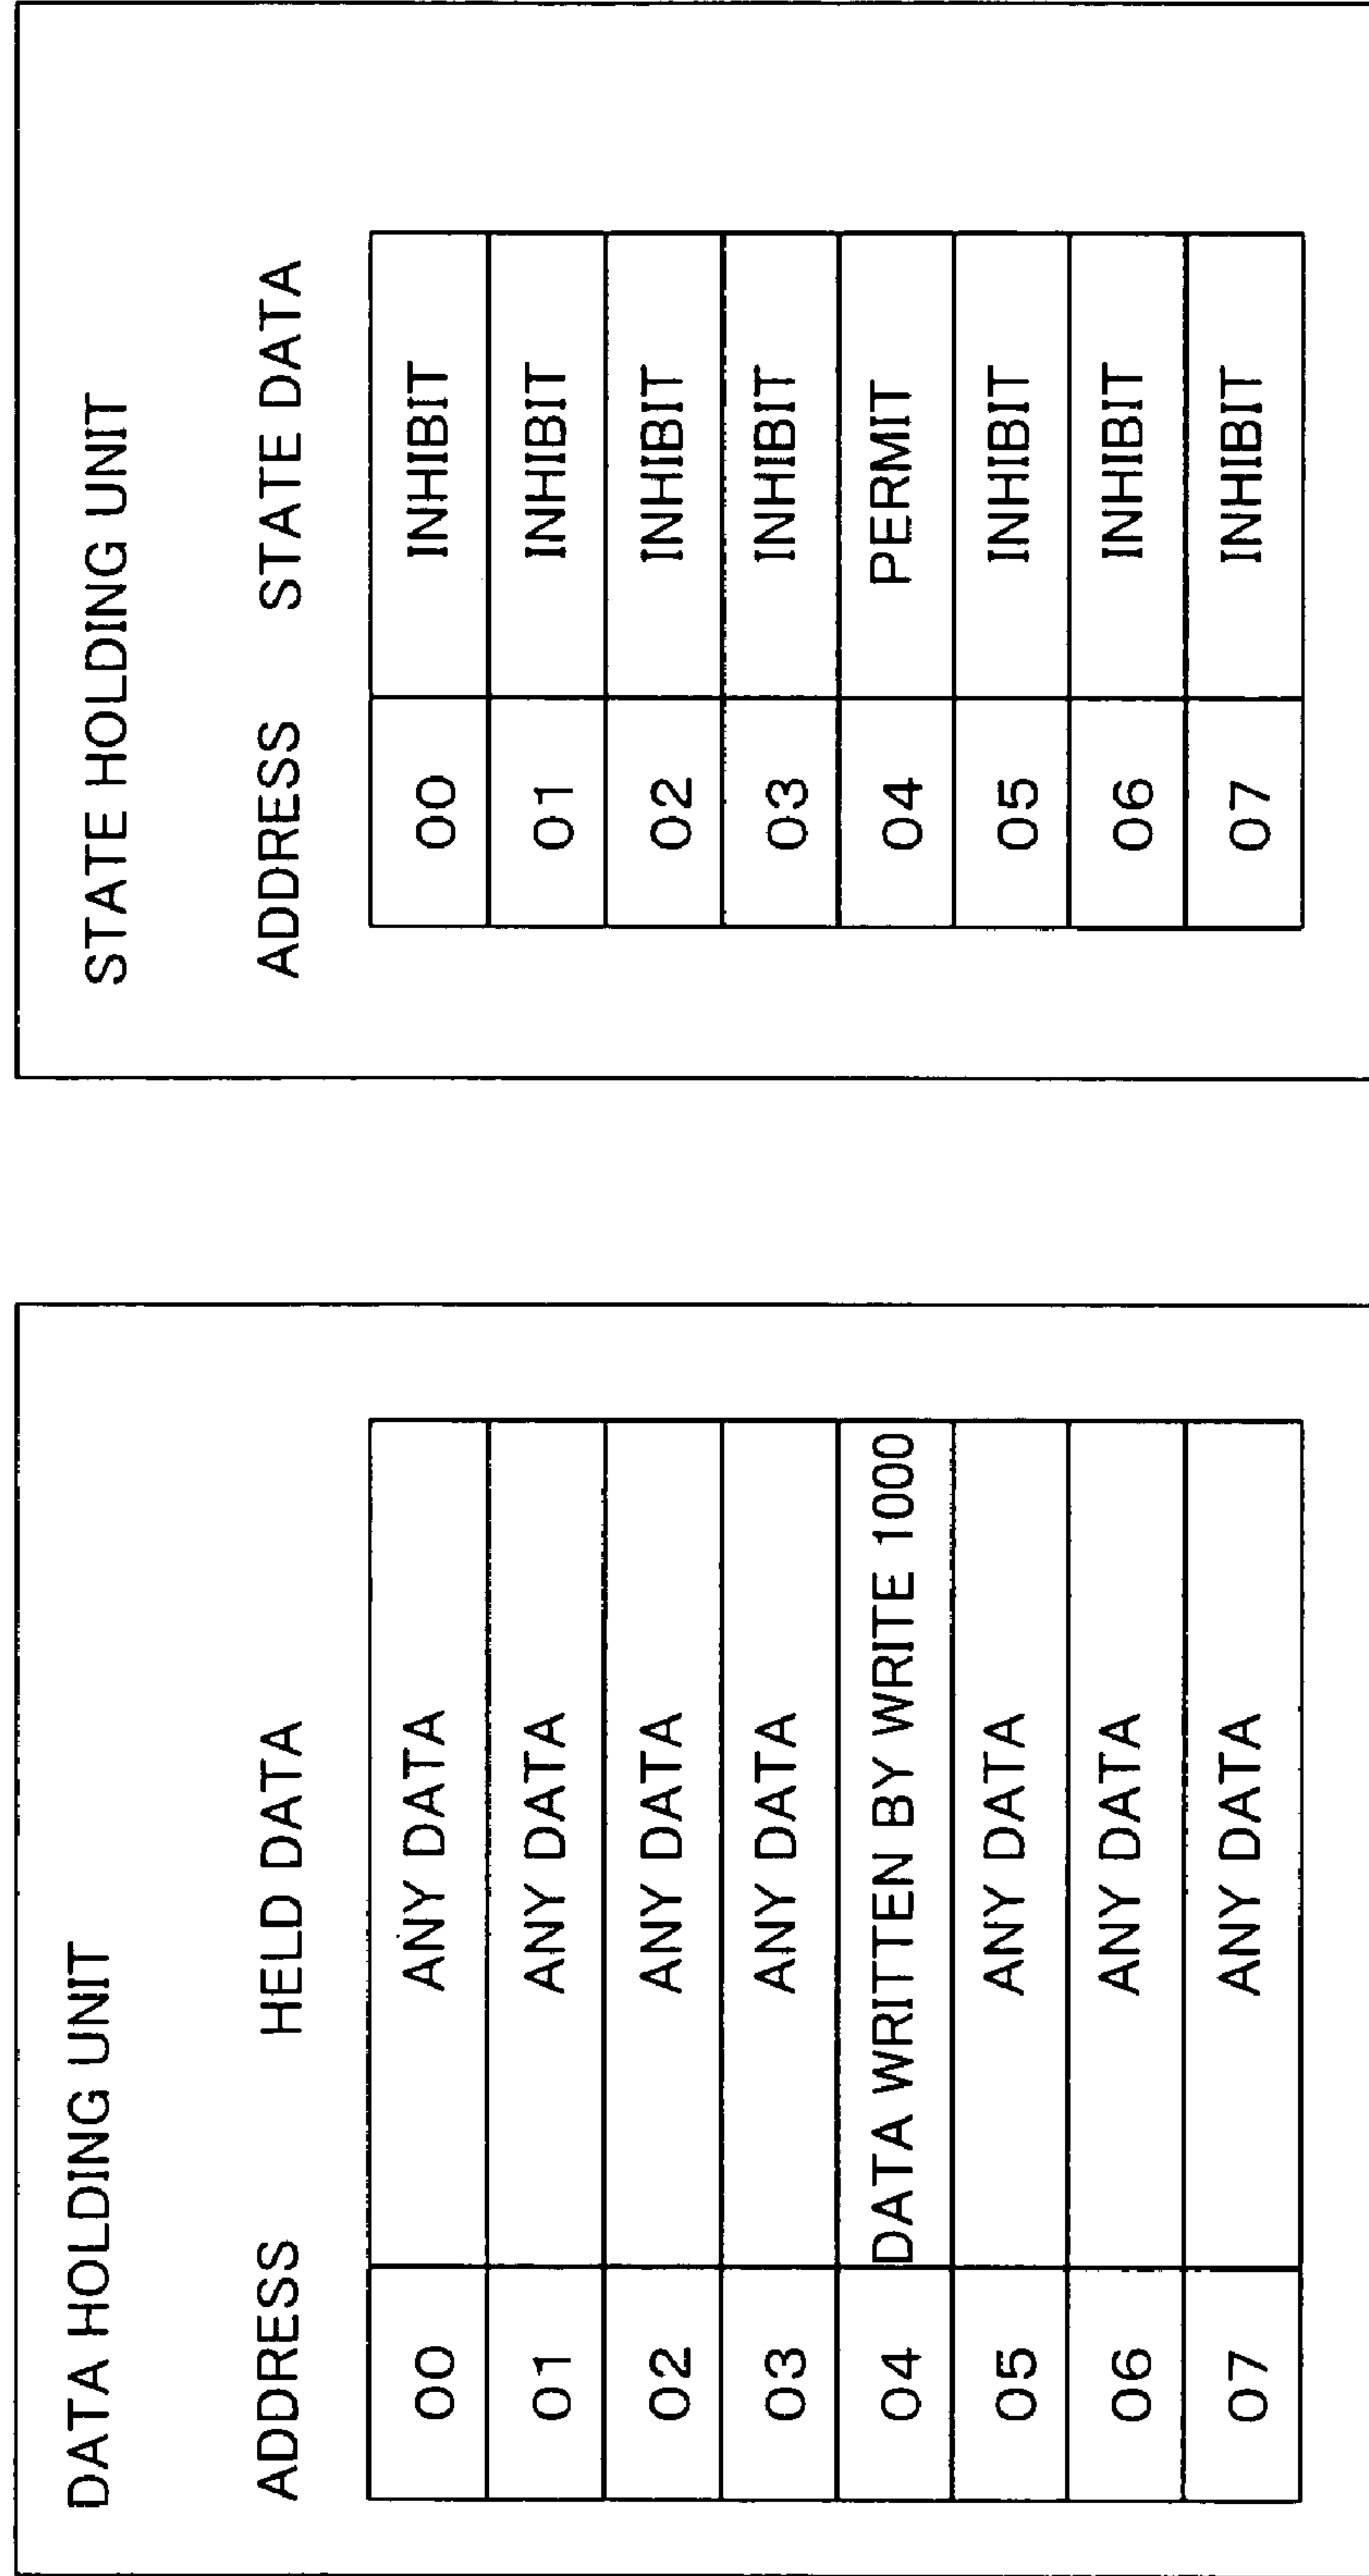 DATA HOLDING UNIT
ADDRESS HELD DATA
00 ANY DATA
01 ANY DATA
02 ANY DATA
03 ANY DATA
04 DATA WRITTEN BY WRITE 1000
05 ANY DATA
06 ANY DATA
07 ANY DATA
STATE HOLDING UNIT
ADDRESS STATE DATA
00 INHIBIT
01 INHIBIT
02 INHIBIT
03 INHIBIT
04 PERMIT
05 INHIBIT
06 INHIBIT
07 INHIBIT